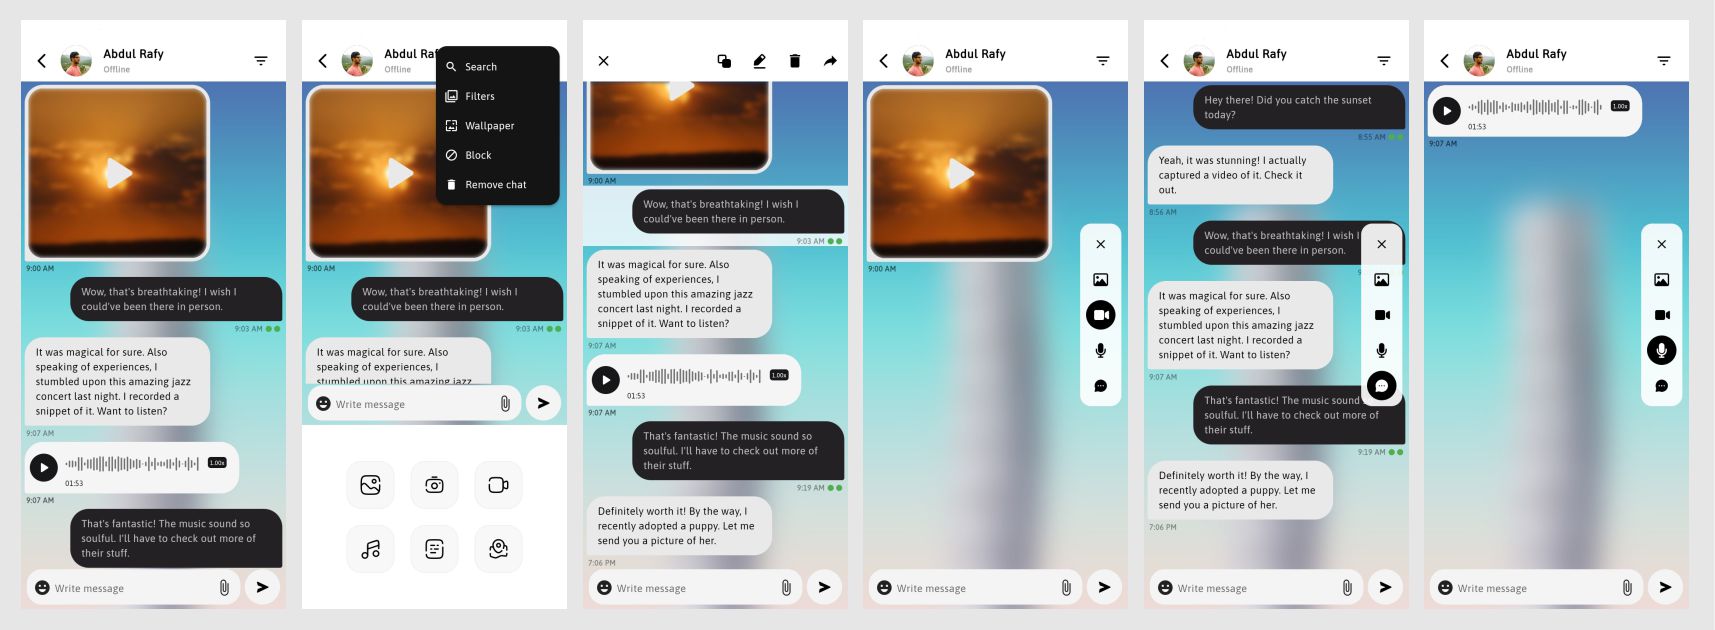 Abdul Rafy
Offline
9:00 AM
Wow, that's breathtaking! I wish I
could've been there in person.
9:03 AM
It was magical for sure. Also
speaking of experiences, I
stumbled upon this amazing jazz
concert last night. I recorded a
snippet of it. Want to listen?
9:07 AM
1.00x
01:53
9:07 AM
That's fantastic! The music sound so
soulful. I'll have to check out more of
their stuff.
Write message
Abdul Raf
Offline
Search
Filters
Wallpaper
Block
Remove chat
9:00 AM
Wow, that's breathtaking! I wish I
could've been there in person.
9:03 AM
It was magical for sure. Also
speaking of experiences, I
stumbled upon this amazing jazz
Write message
9:00 AM
Wow, that's breathtaking! I wish I
could've been there in person.
9:03 AM
It was magical for sure. Also
speaking of experiences, I
stumbled upon this amazing jazz
concert last night. I recorded a
snippet of it. Want to listen?
9:07 AM
1.00x
01:53
9:07 AM
That's fantastic! The music sound so
soulful. I'll have to check out more of
their stuff.
9:19 AM
Definitely worth it! By the way, I
recently adopted a puppy. Let me
send you a picture of her.
7:06 PM
Write message
Abdul Rafy
Offline
9:00 AM
Write message
Abdul Rafy
Offline
Hey there! Did you catch the sunset
today?
8:55 AM
Yeah, it was stunning! I actually
captured a video of it. Check it
out.
8:56 AM
Wow, that's breathtaking! I wish I
could've been there in person.
It was magical for sure. Also
speaking of experiences, I
stumbled upon this amazing jazz
concert last night. I recorded a
snippet of it. Want to listen?
9:07 AM
That's fantastic! The music sound so
soulful. I'll have to check out more of
their stuff.
9:19 AM
Definitely worth it! By the way, I
recently adopted a puppy. Let me
send you a picture of her.
7:06 PM
Write message
Abdul Rafy
Offline
1.00x
01:53
9:07 AM
Write message